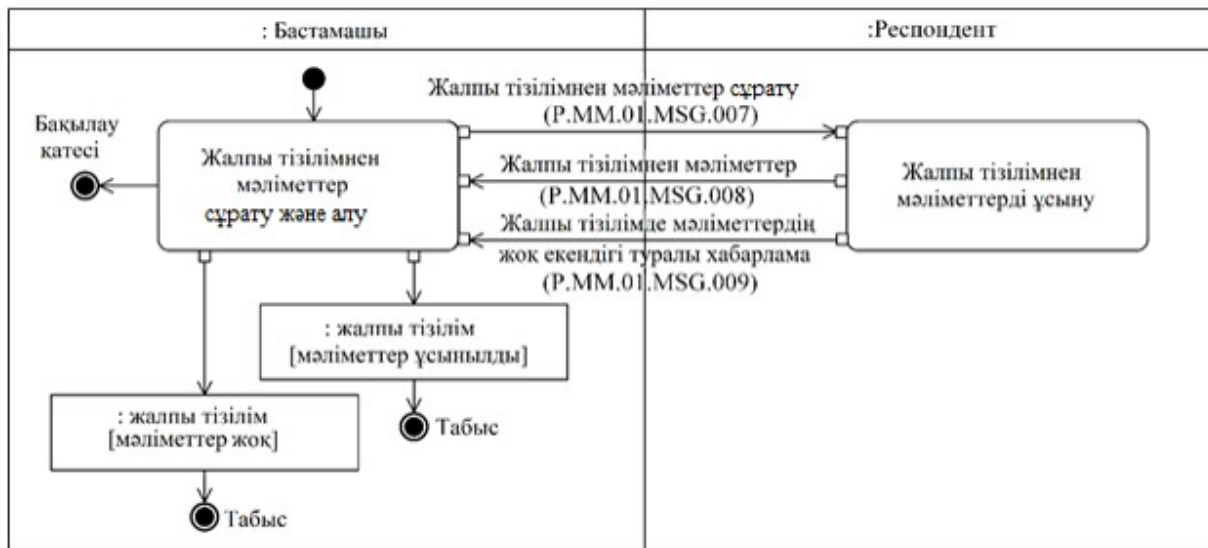 : Бастамашы
:Респондент
Жалпы тізілімнен мәліметтер сұрату
(P.MM.01.MSG.007)
Бақылау
қатесі
Жалпы тізілімнен
мәліметтер
сұрату және алу
Жалпы тізілімнен мәліметтер
(P.MM.01.MSG.008)
Жалпы тізілімде мәліметтердің
жоқ екендігі туралы хабарлама
(P.MM.01.MSG.009)
Жалпы тізілімнен
мәліметтерді ұсыну
: жалпы тізілім
[мәліметтер ұсынылды]
Табыс
: жалпы тізілім
[мәліметтер жоқ]
Табыс